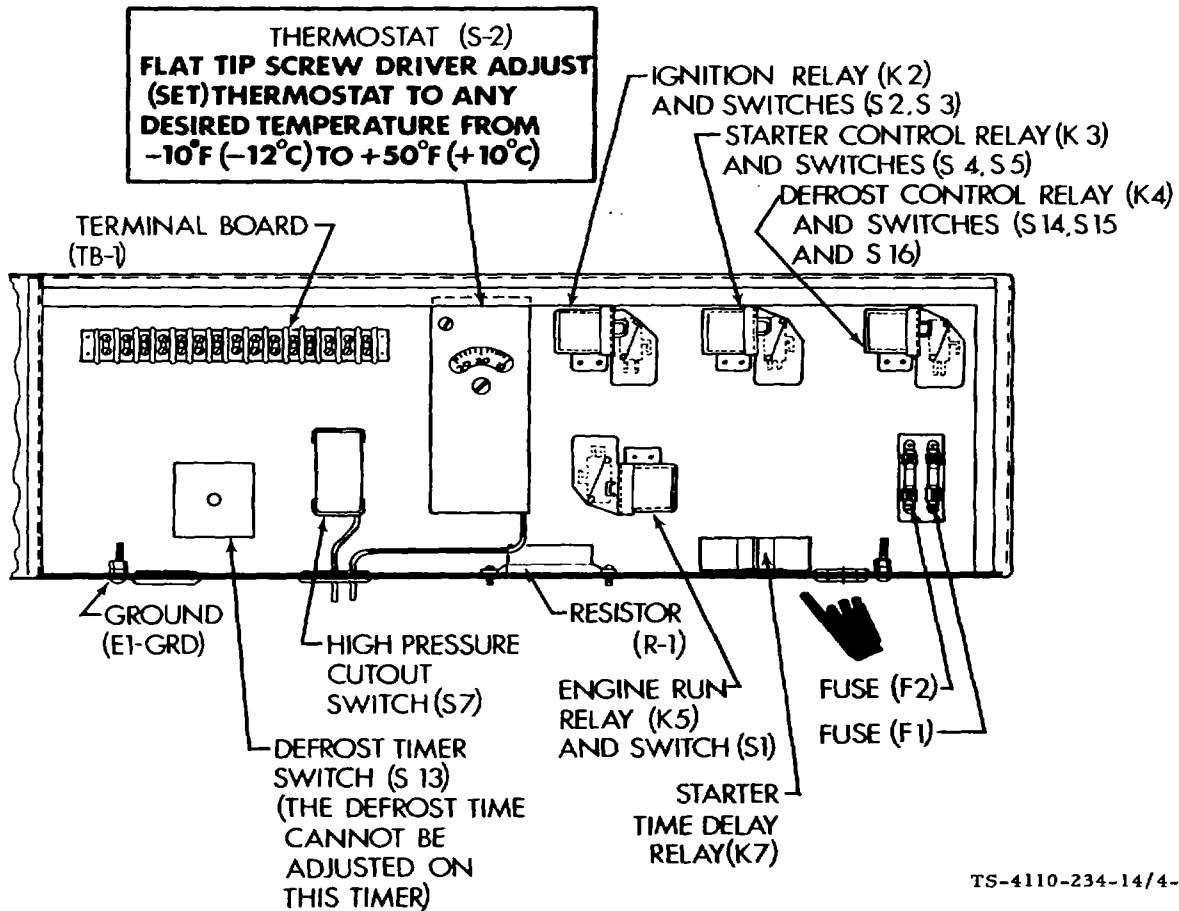 THERMOSTAT (S-2)
FLAT TIP SCREW DRIVER ADJUST
(SET) THERMOSTAT TO ANY
DESIRED TEMPERATURE FROM
-10°F (-12°C) TO +50°F (+10°C)
IGNITION RELAY (K 2)
AND SWITCHES (S 2, S 3)
STARTER CONTROL RELAY (K 3)
AND SWITCHES (S 4, S 5)
DEFROST CONTROL RELAY (K4)
AND SWITCHES (S 14, S 15
AND S 16)
TERMINAL BOARD
(TB-1)
GROUND
(E1-GRD)
HIGH PRESSURE
CUTOUT
SWITCH (S7)
DEFROST TIMER
SWITCH (S 13)
(THE DEFROST TIME
CANNOT BE
ADJUSTED ON
THIS TIMER)
RESISTOR
(R-1)
ENGINE RUN
RELAY (K5)
AND SWITCH (S1)
STARTER
TIME DELAY
RELAY (K7)
FUSE (F2)
FUSE (F1)
TS-4110-234-14/4-